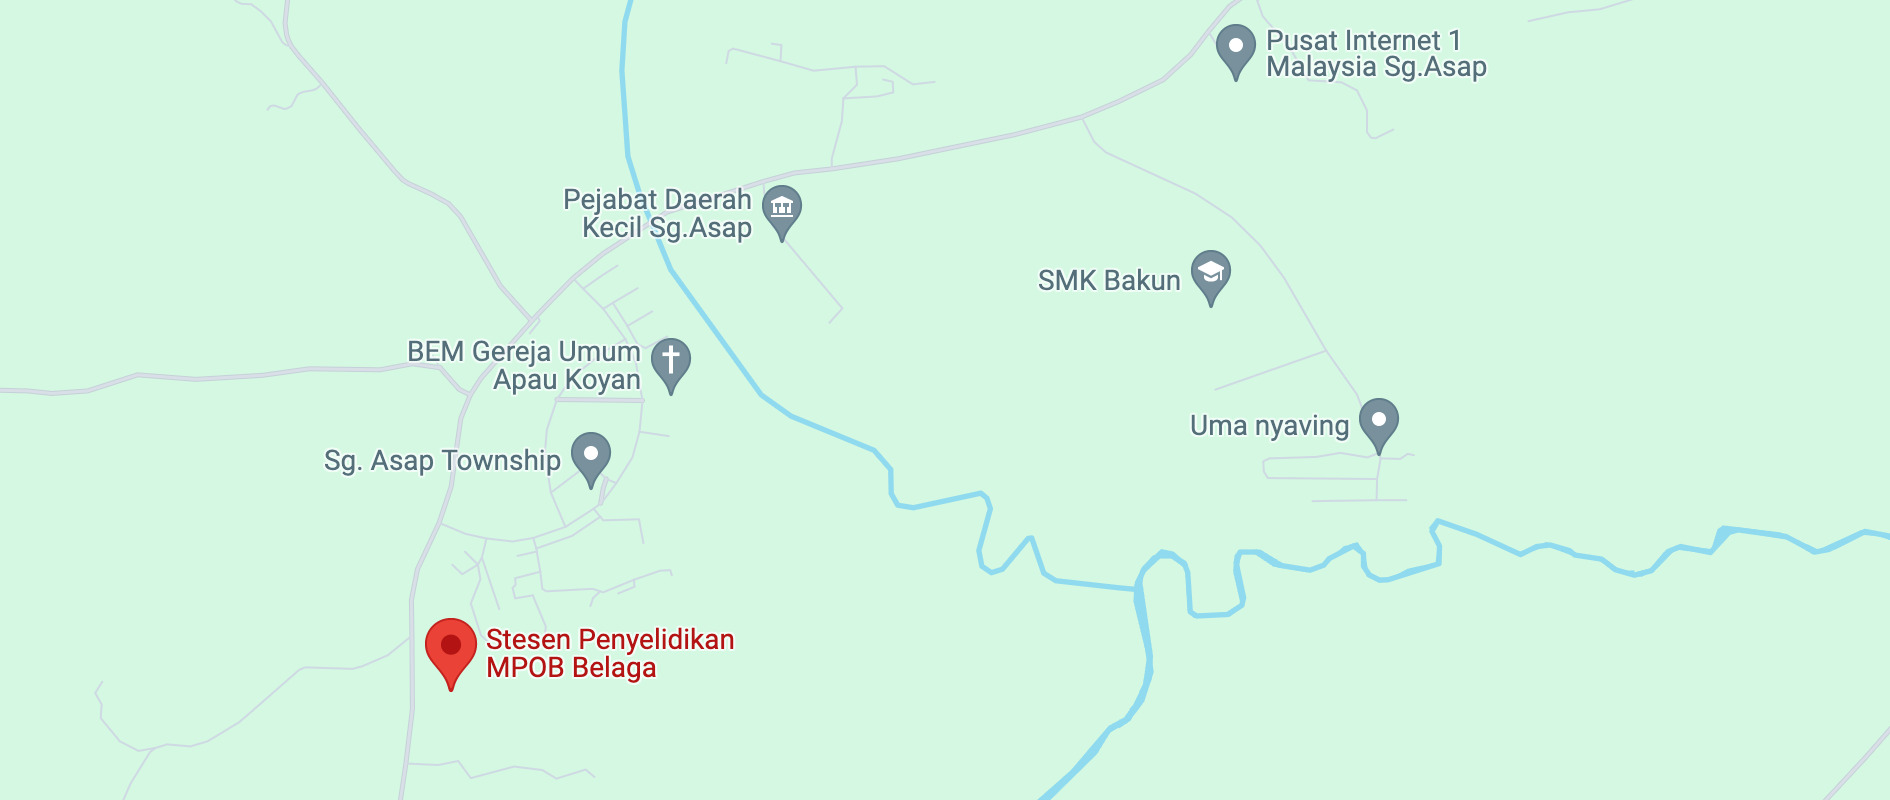 Pusat Internet 1
Malaysia Sg.Asap
Pejabat Daerah
Kecil Sg.Asap
SMK Bakun
BEM Gereja Umum
Apau Koyan
Uma nyaving
Sg. Asap Township
Stesen Penyelidikan
MPOB Belaga